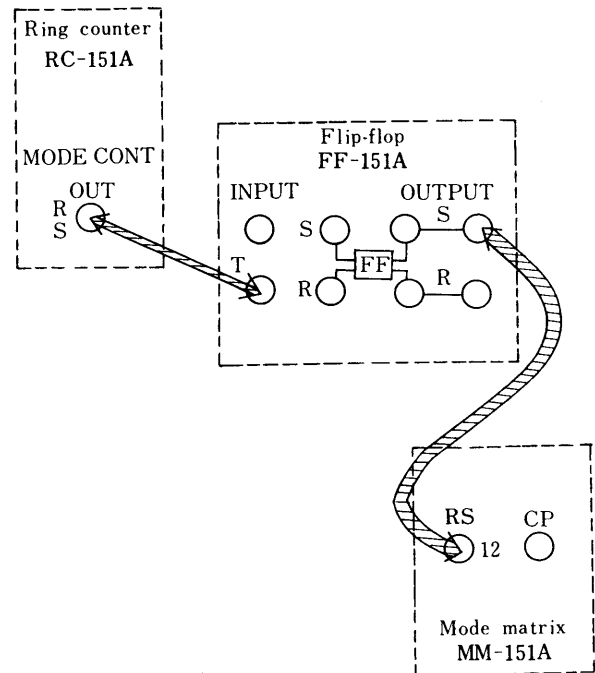 Ring counter
RC-151A
MODE CONT
OUT
R
S
Flip-flop
FF-151A
INPUT OUTPUT
S S
T FF
R R
RS CP
12
Mode matrix
MM-151A